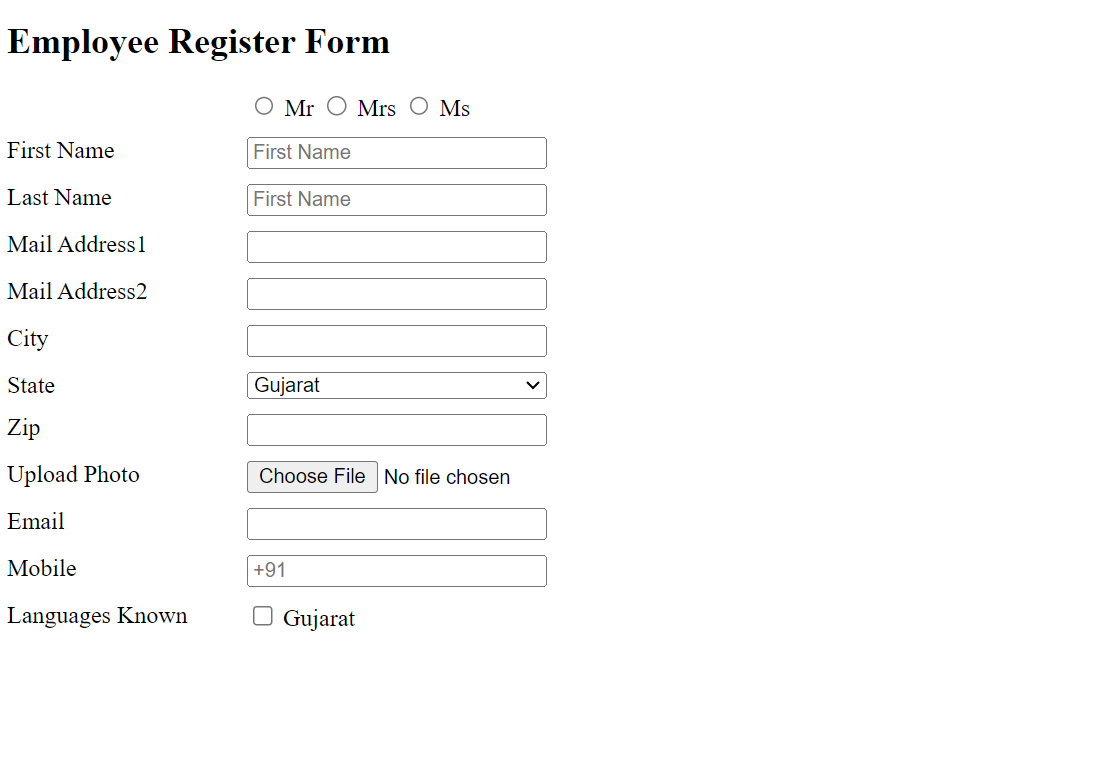 Employee Register Form
Mr Mrs Ms
First Name First Name
Last Name First Name
Mail Address1
Mail Address2
City
State Gujarat
Zip
Upload Photo Choose File No file chosen
Email
Mobile +91
Languages Known Gujarat